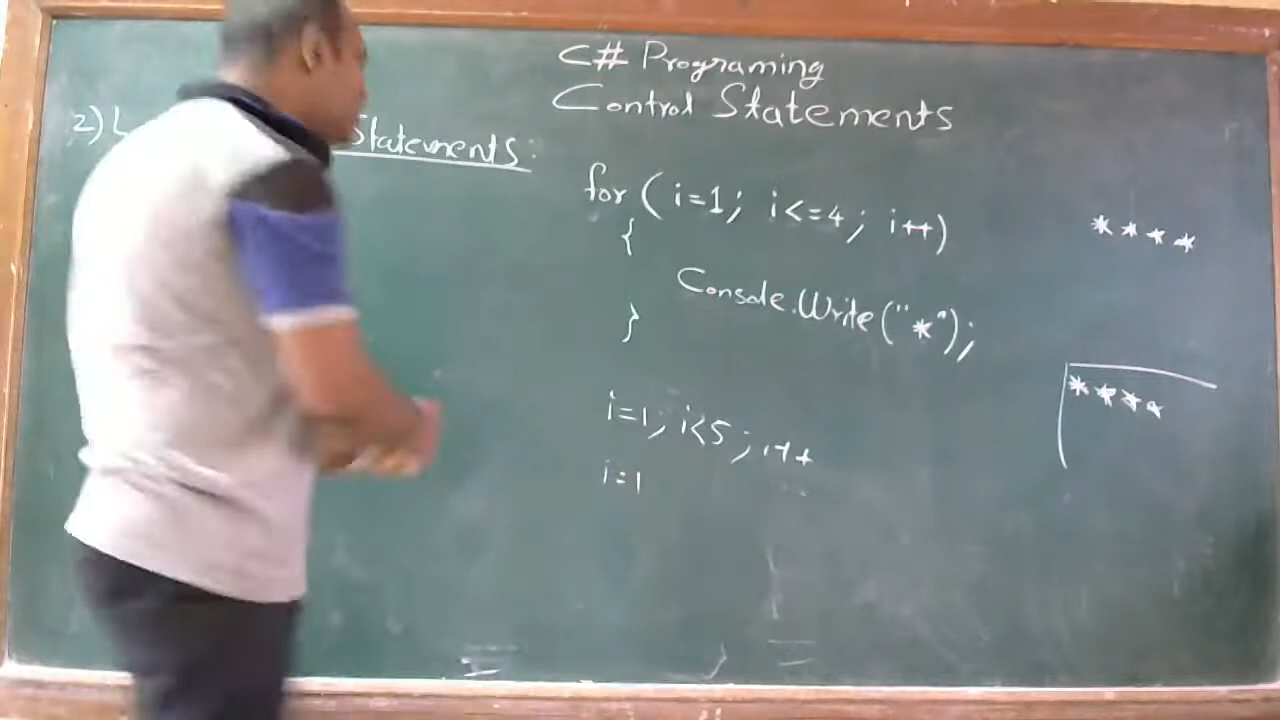 C# Programing
Control Statements
2) L Statements:
for ( i=1; i<=4; i++)
{
Console.Write("*");
}
* * * *
i=1; i<5; i++
i=1
* * * *